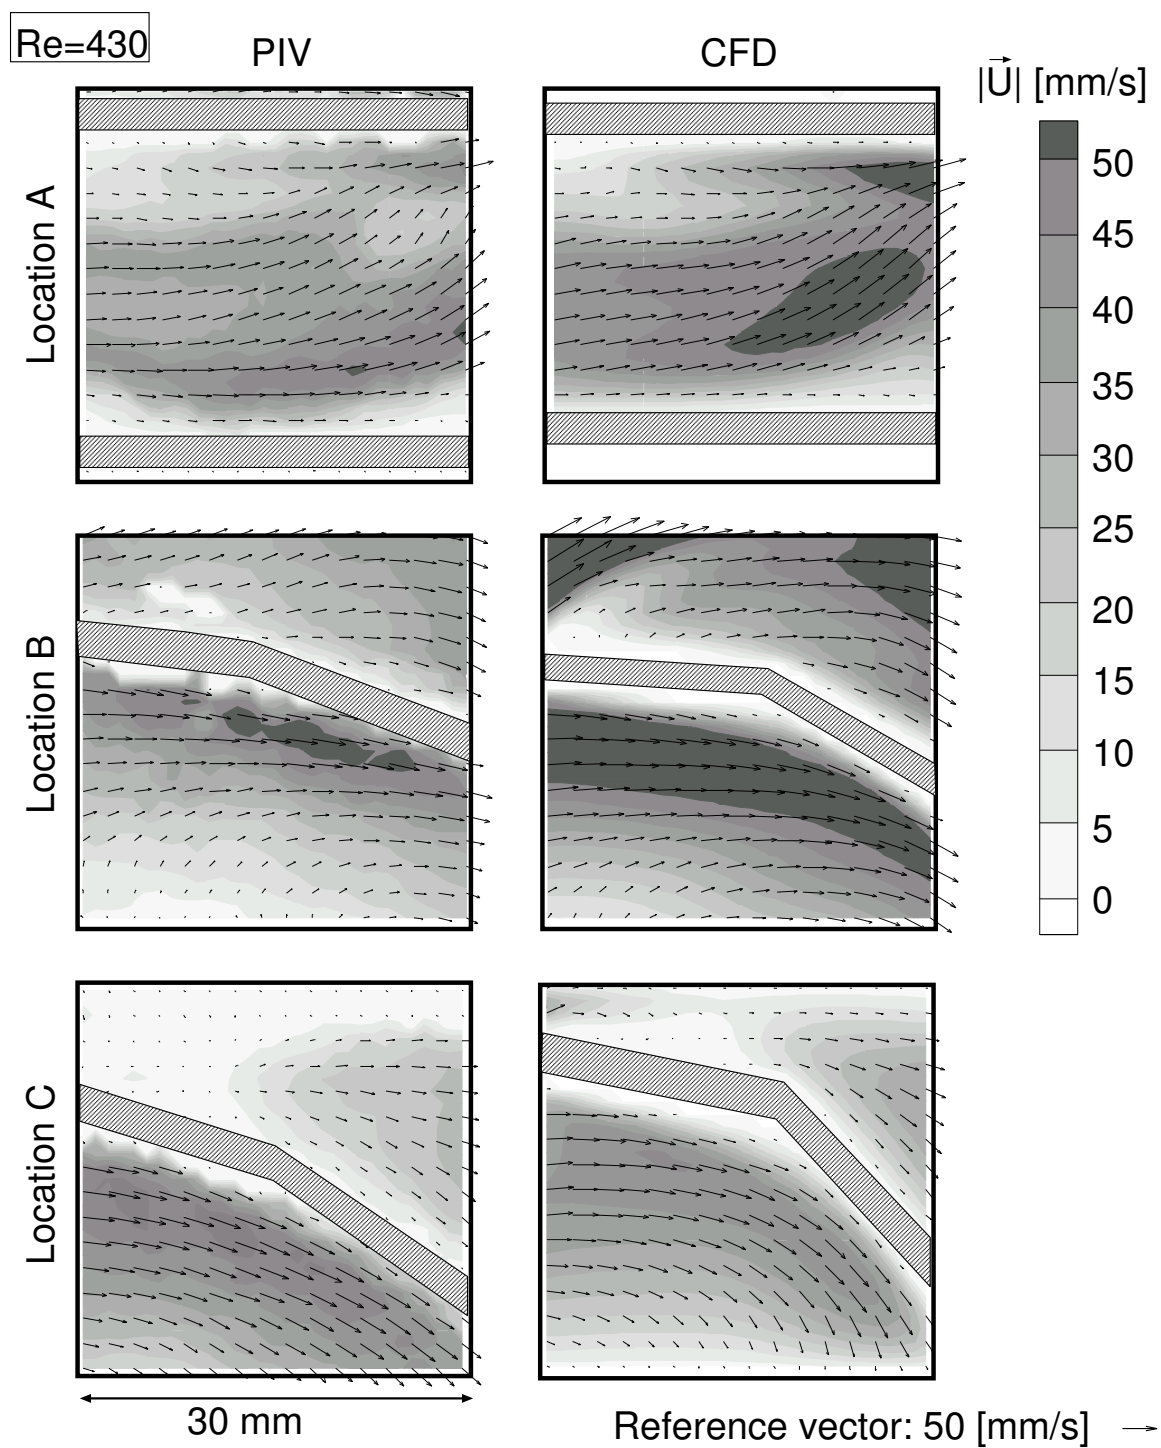 Re=430
PIV
CFD
|U⃗| [mm/s]
Location A
50
45
40
35
30
25
20
15
10
5
0
Location B
Location C
30 mm
Reference vector: 50 [mm/s]